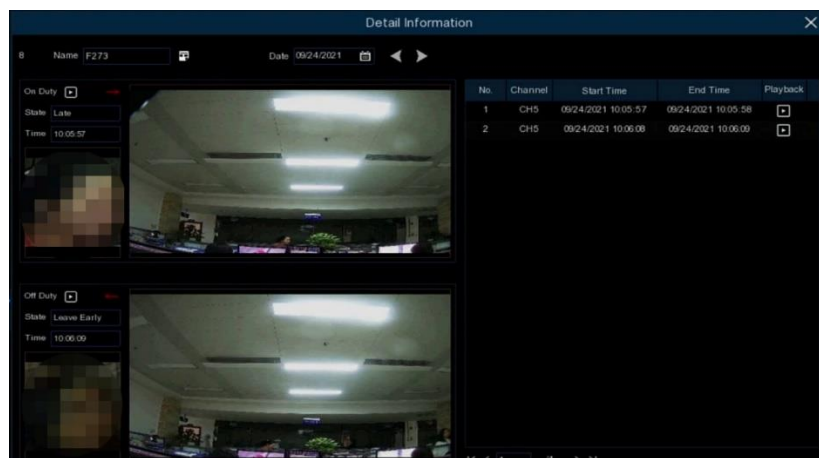 Detail Information
8 Name F273 Date 09/24/2021
On Duty
State Late
Time 10:05:57
No. Channel Start Time End Time Playback
1 CH5 09/24/2021 10:05:57 09/24/2021 10:05:58
2 CH5 09/24/2021 10:06:08 09/24/2021 10:06:09
Off Duty
State Leave Early
Time 10:06:09